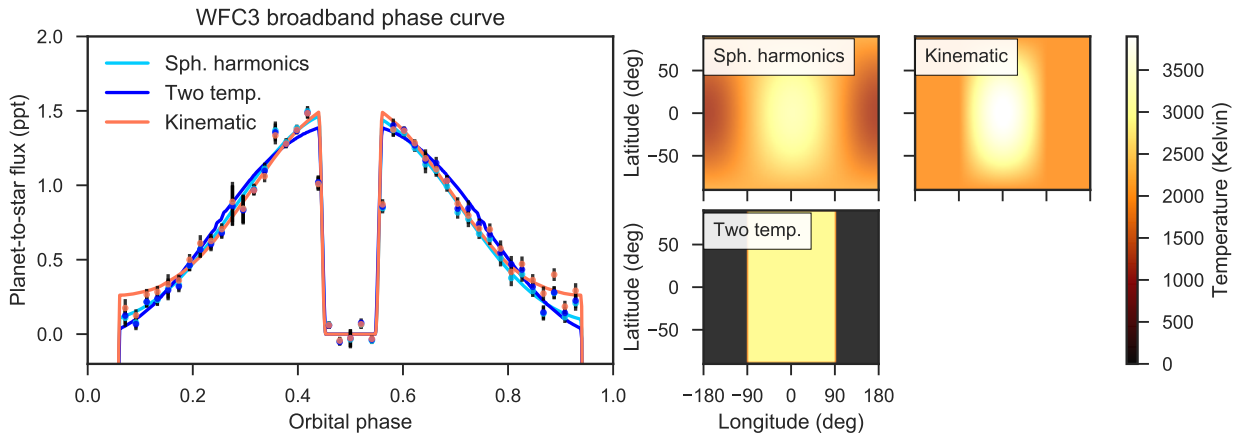 WFC3 broadband phase curve
Planet-to-star flux (ppt)
2.0
1.5
1.0
0.5
0.0
Sph. harmonics
Two temp.
Kinematic
0.0 0.2 0.4 0.6 0.8 1.0
Orbital phase
Latitude (deg)
50
0
−50
Sph. harmonics
Kinematic
Latitude (deg)
50
0
−50
Two temp.
−180 −90 0 90 180
Longitude (deg)
3500
3000
2500
2000
1500
1000
500
0
Temperature (Kelvin)